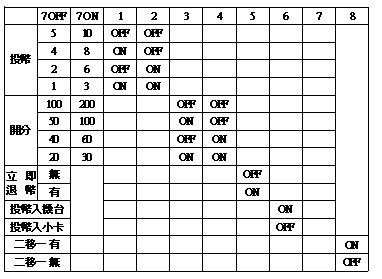 7OFF 7ON 1 2 3 4 5 6 7 8
投幣 5 10 OFF OFF
4 8 ON OFF
2 6 OFF ON
1 3 ON ON
開分 100 200 OFF OFF
50 100 ON OFF
40 60 OFF ON
20 30 ON ON
立即退幣 無 OFF
有 ON
投幣入機台 ON
投幣入小卡 OFF
二移一有 ON
二移一無 OFF